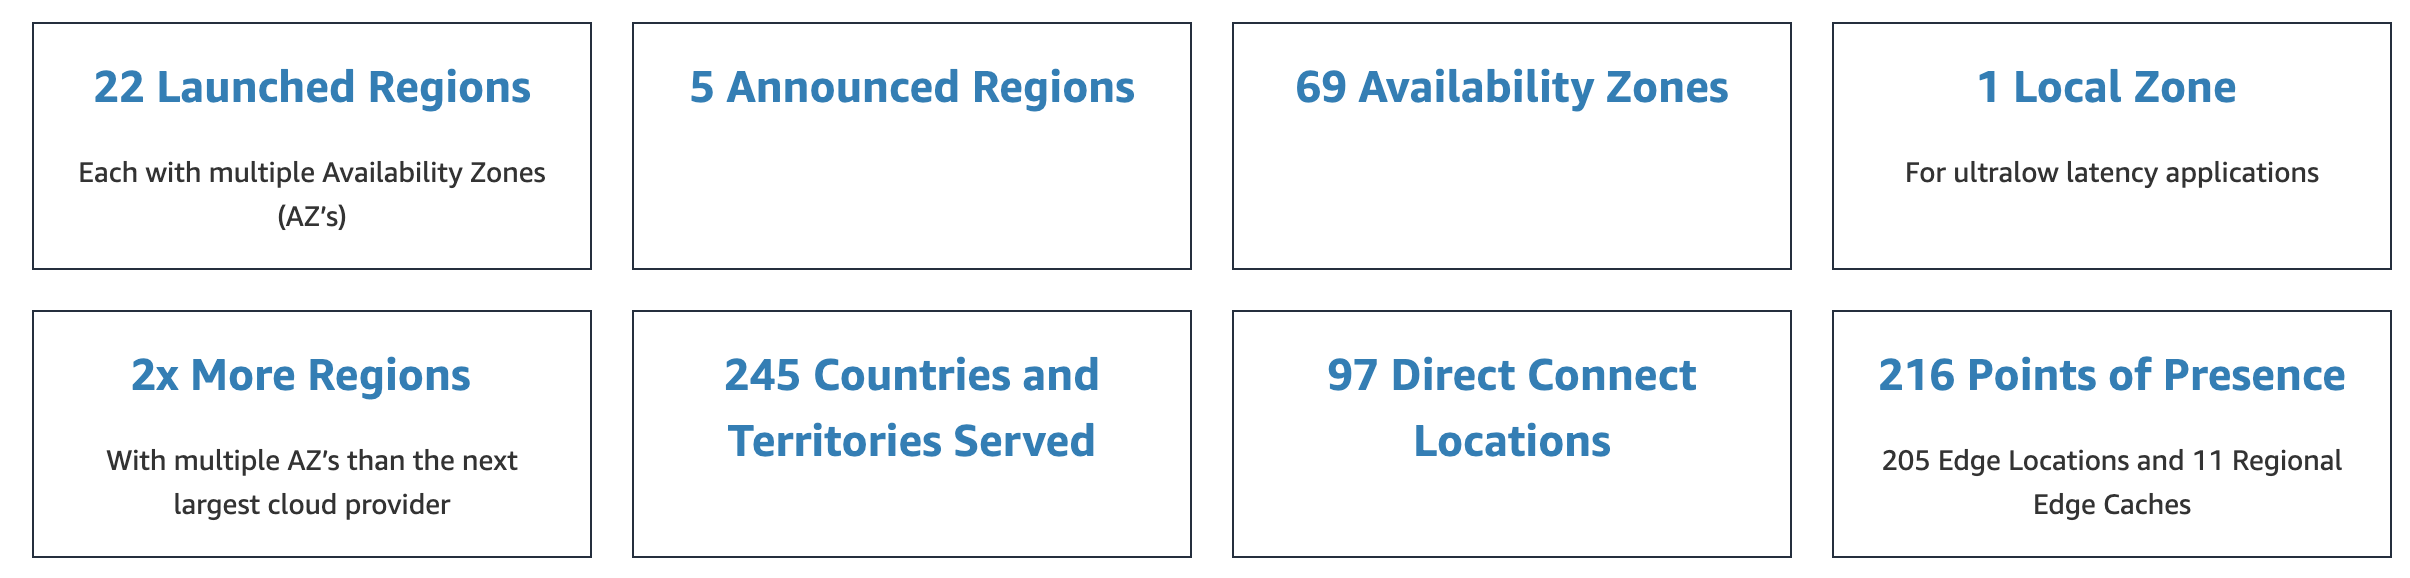 22 Launched Regions
Each with multiple Availability Zones
(AZ’s)
5 Announced Regions
69 Availability Zones
1 Local Zone
For ultralow latency applications
2x More Regions
With multiple AZ’s than the next
largest cloud provider
245 Countries and
Territories Served
97 Direct Connect
Locations
216 Points of Presence
205 Edge Locations and 11 Regional
Edge Caches